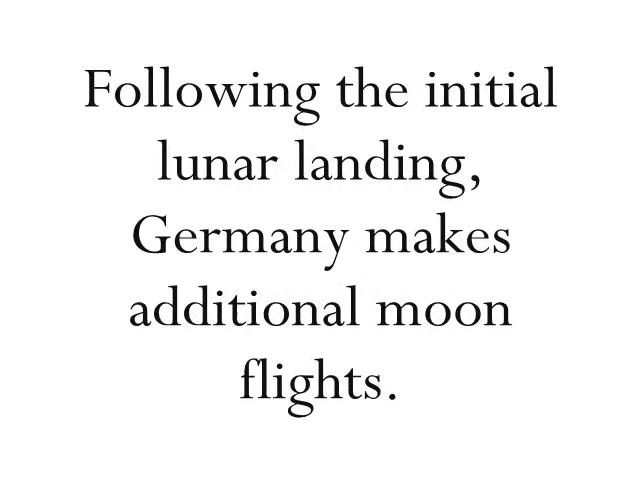 Following the initial
lunar landing,
Germany makes
additional moon
flights.